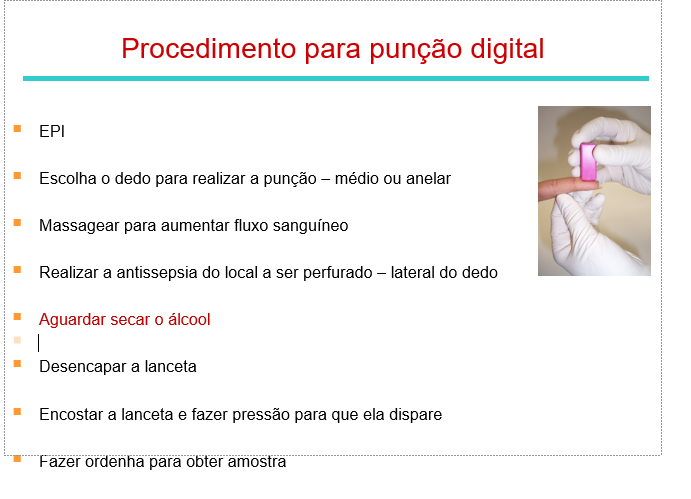 Procedimento para punção digital
EPI
Escolha o dedo para realizar a punção – médio ou anelar
Massagear para aumentar fluxo sanguíneo
Realizar a antissepsia do local a ser perfurado – lateral do dedo
Aguardar secar o álcool
Desencapar a lanceta
Encostar a lanceta e fazer pressão para que ela dispare
Fazer ordenha para obter amostra